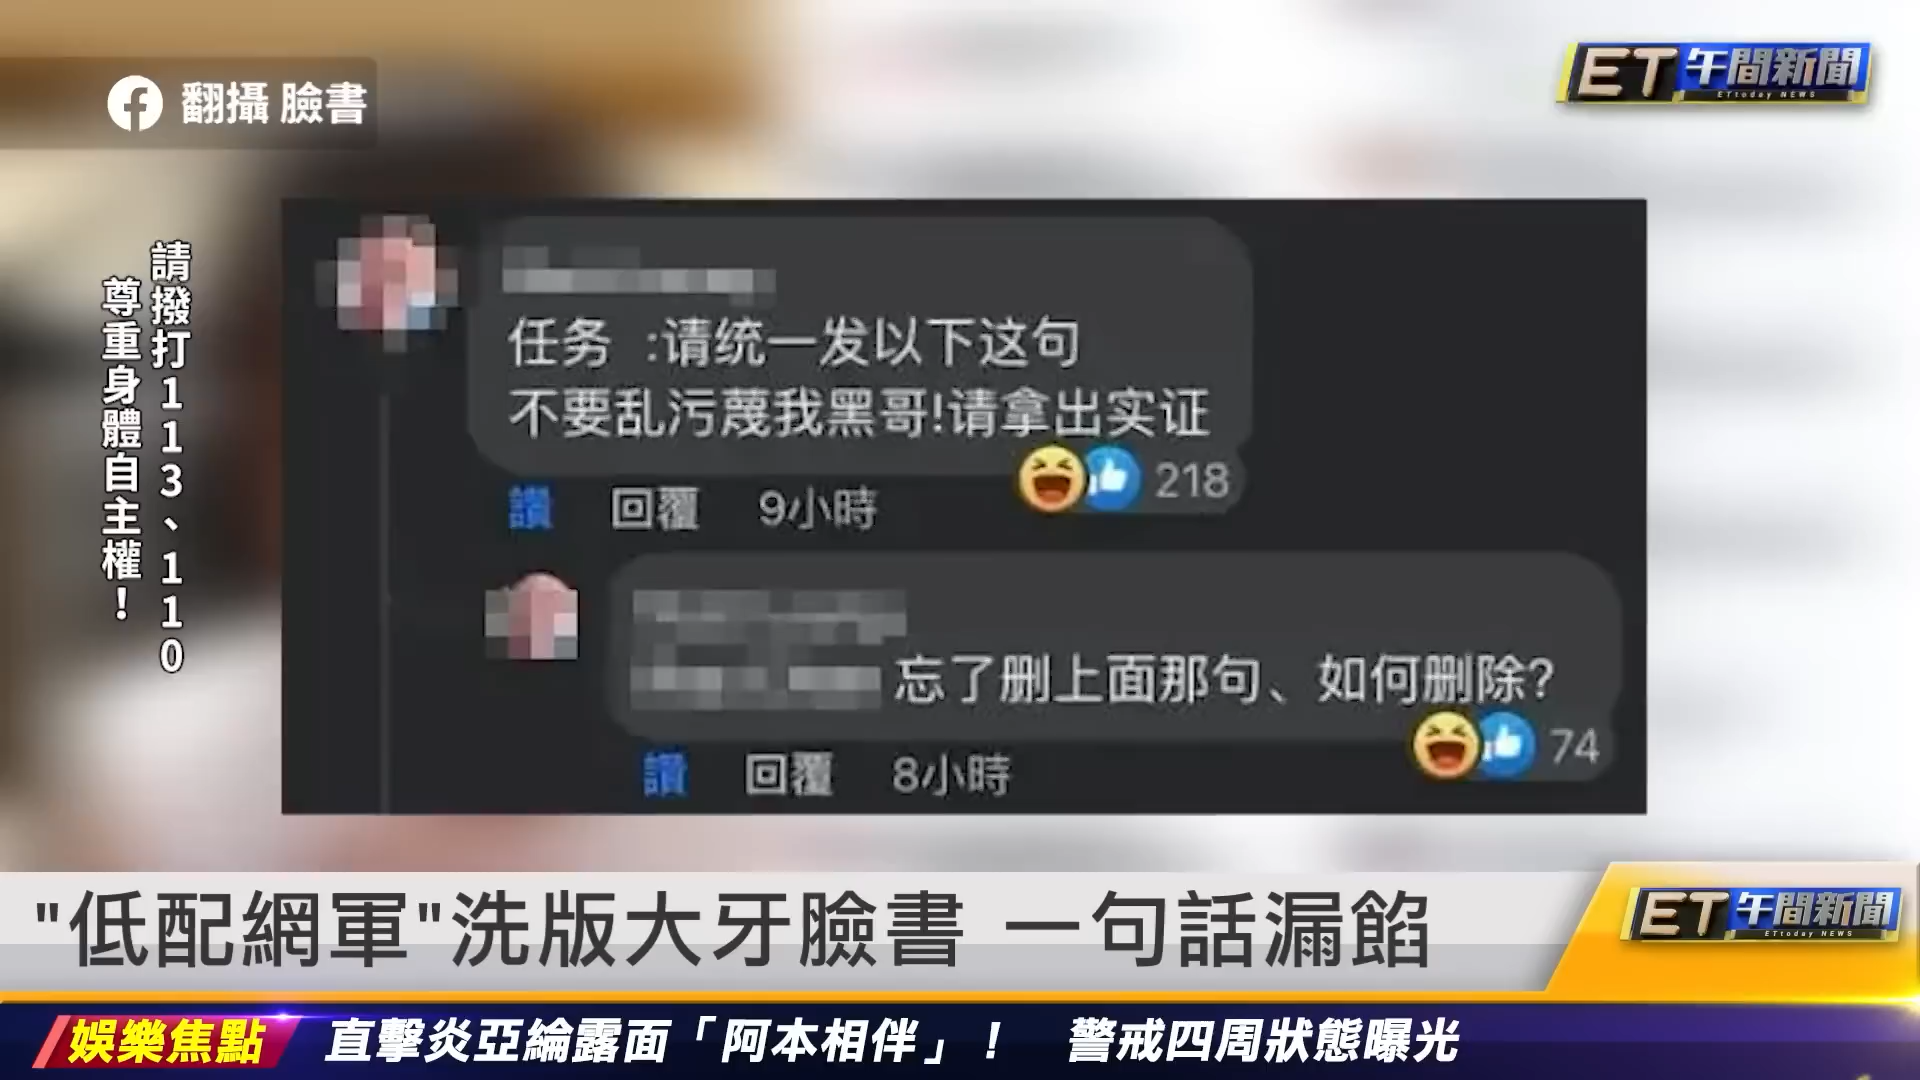 翻攝 臉書
ET午間新聞
ETtoday NEWS
請撥打113、110
尊重身體自主權！
任务 :请统一发以下这句
不要乱污蔑我黑哥!请拿出实证
218
讚 回覆 9小時
忘了删上面那句、如何删除?
74
讚 回覆 8小時
"低配網軍"洗版大牙臉書 一句話漏餡
ET午間新聞
ETtoday NEWS
娛樂焦點 直擊炎亞綸露面「阿本相伴」！ 警戒四周狀態曝光